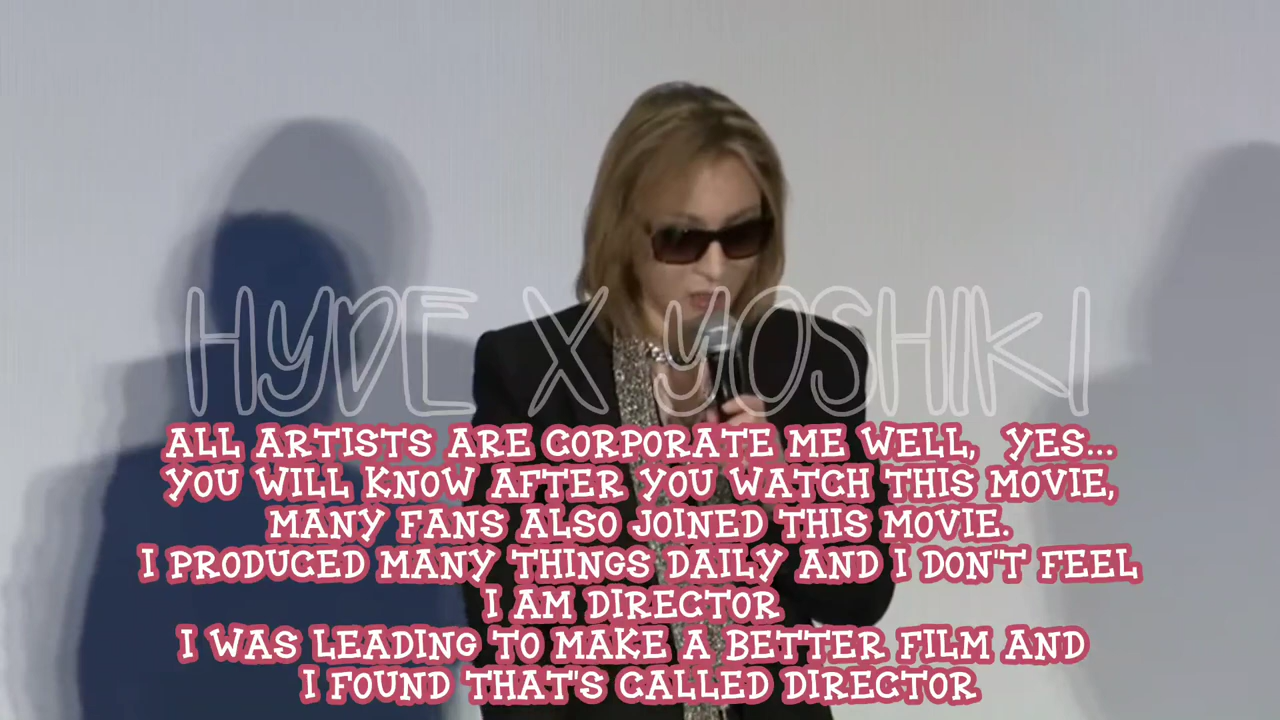 HYDE X YOSHIKI
ALL ARTISTS ARE CORPORATE ME WELL, YES...
YOU WILL KNOW AFTER YOU WATCH THIS MOVIE,
MANY FANS ALSO JOINED THIS MOVIE.
I PRODUCED MANY THINGS DAILY AND I DON'T FEEL
I AM DIRECTOR
I WAS LEADING TO MAKE A BETTER FILM AND
I FOUND THAT'S CALLED DIRECTOR